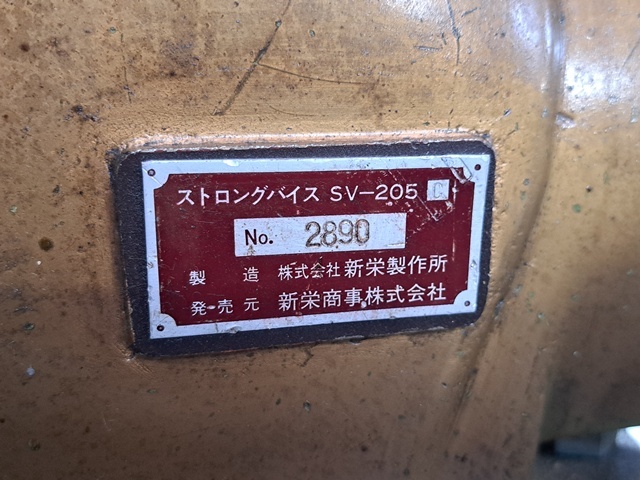 ストロングバイス SV-205 C
No. 2890
製 造 株式会社 新栄製作所
発売元 新栄商事株式会社